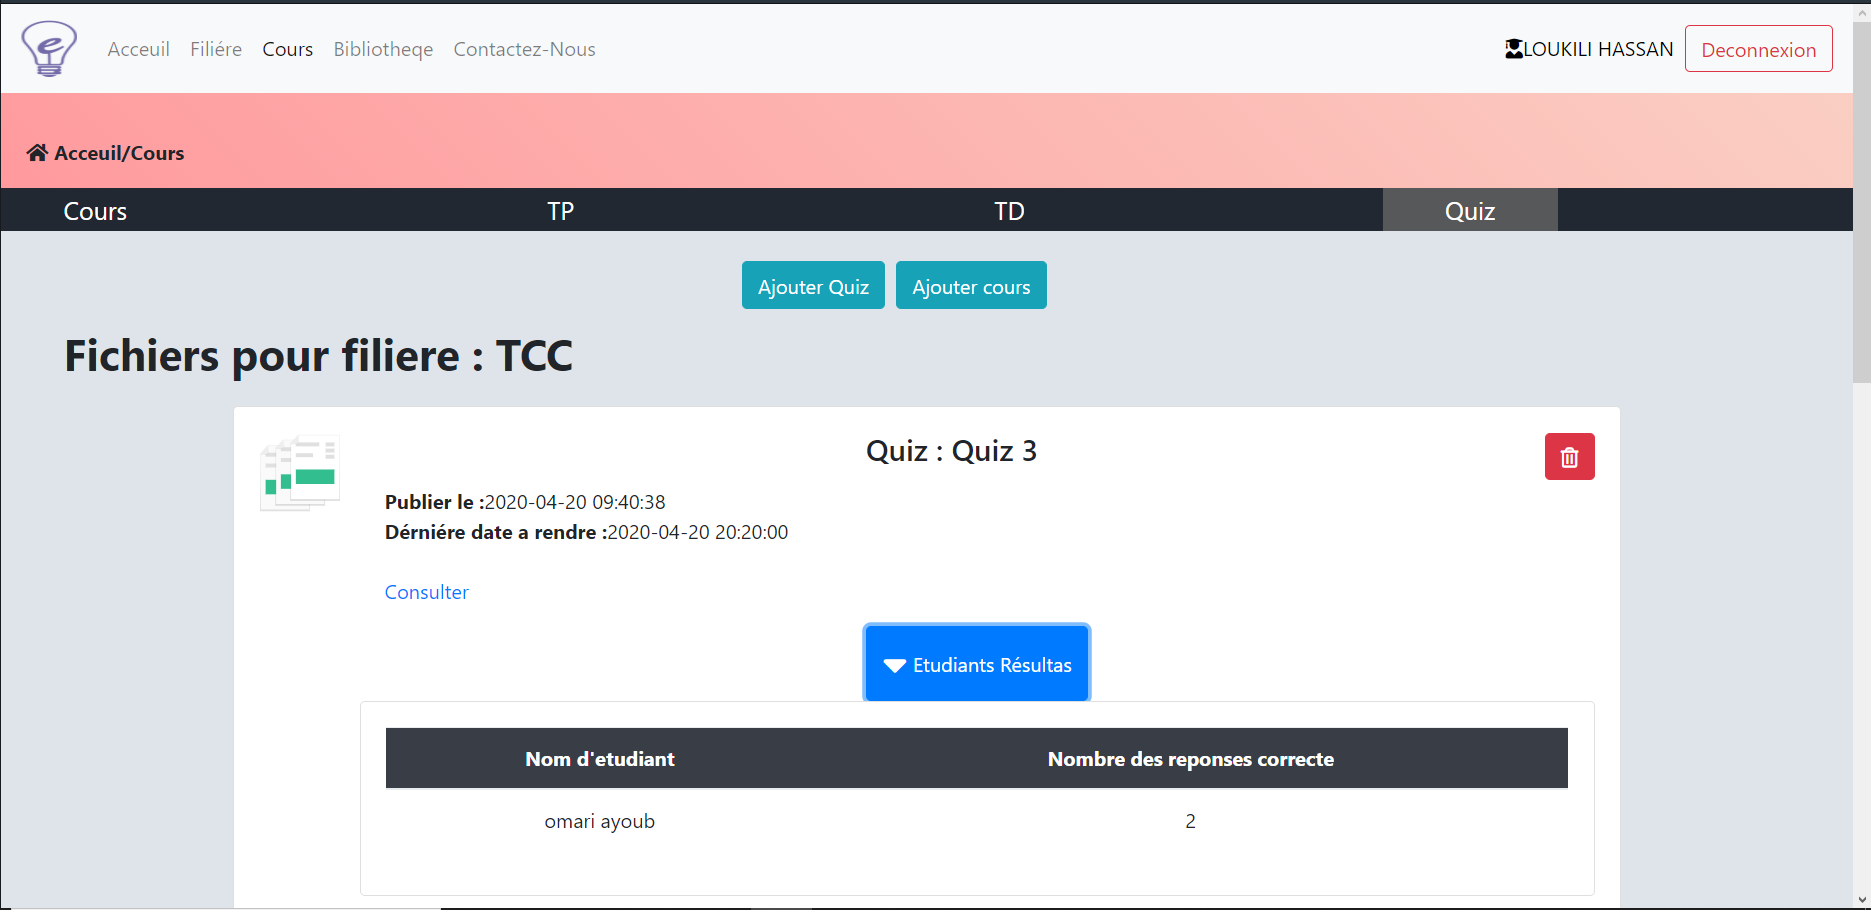 Acceuil Filiére Cours Bibliotheqe Contactez-Nous LOUKILI HASSAN Deconnexion
Acceuil/Cours
Cours TP TD Quiz
Ajouter Quiz Ajouter cours
Fichiers pour filiere : TCC
Quiz : Quiz 3
Publier le :2020-04-20 09:40:38
Dérniére date a rendre :2020-04-20 20:20:00
Consulter
Etudiants Résultas
Nom d'etudiant Nombre des reponses correcte
omari ayoub 2